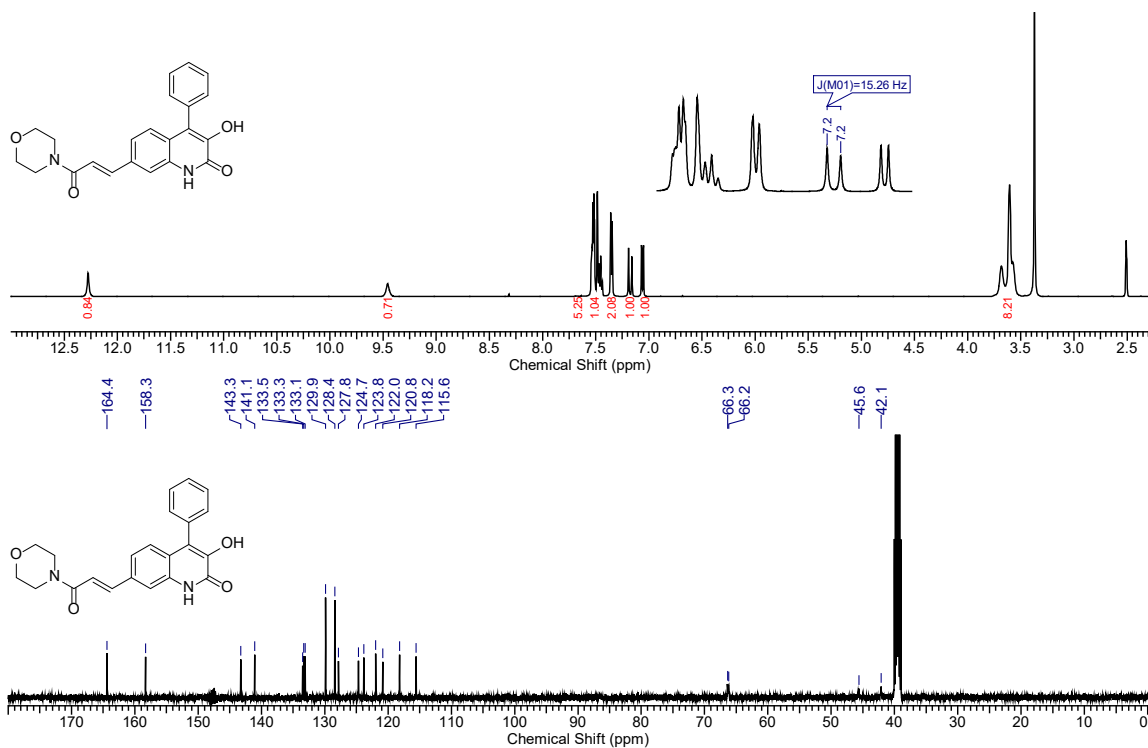 J(M01)=15.26 Hz
7.2
7.2
O
N
O
N
H
O
OH
0.84
0.71
5.25
1.04
2.08
1.00
1.00
8.21
12.5 12.0 11.5 11.0 10.5 10.0 9.5 9.0 8.5 8.0 7.5 7.0 6.5 6.0 5.5 5.0 4.5 4.0 3.5 3.0 2.5
Chemical Shift (ppm)
164.4
158.3
143.3
141.1
133.5
133.3
133.1
129.9
128.4
127.8
124.7
123.8
122.0
120.8
118.2
115.6
66.3
66.2
45.6
42.1
O
N
O
NH
O
OH
170 160 150 140 130 120 110 100 90 80 70 60 50 40 30 20 10 0
Chemical Shift (ppm)